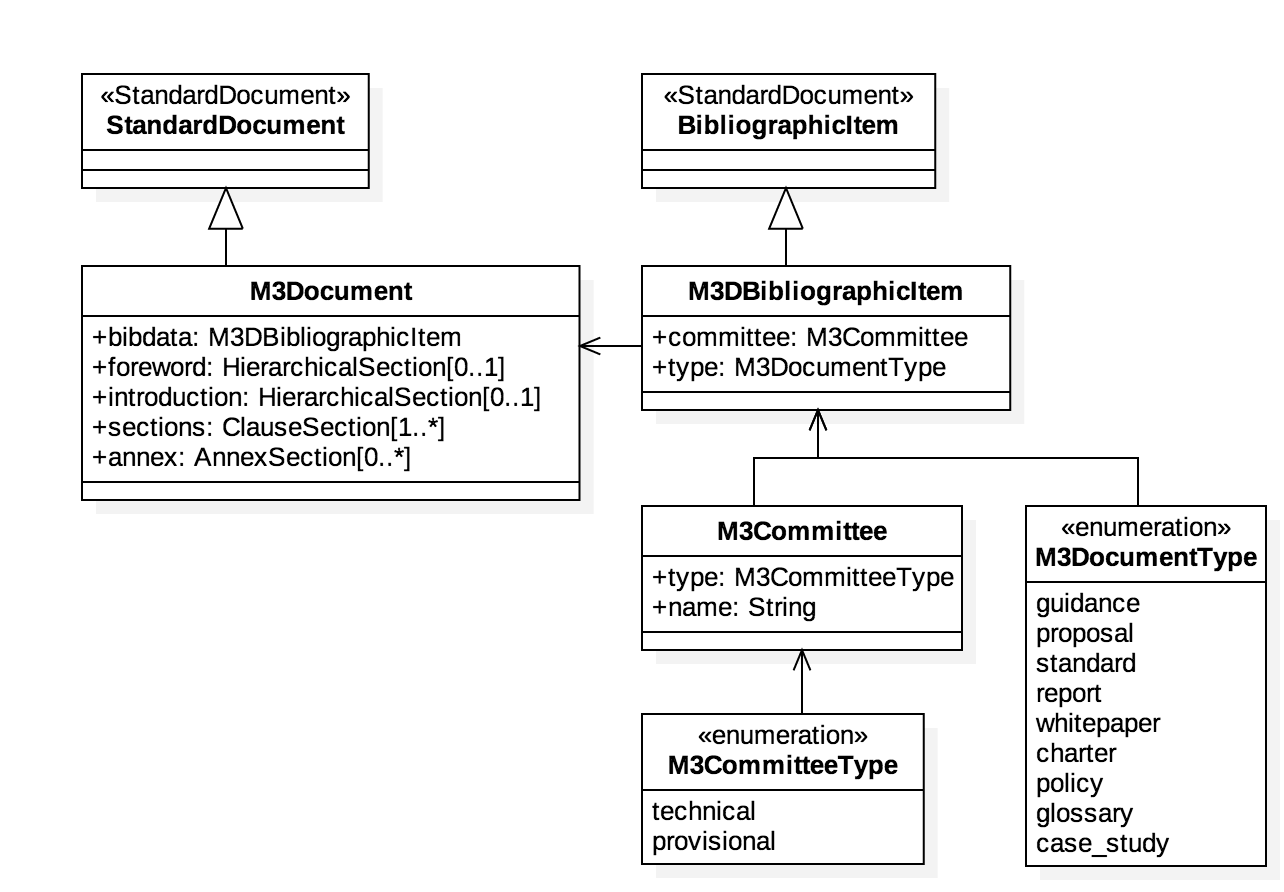 «StandardDocument»
StandardDocument
«StandardDocument»
BibliographicItem
M3Document
+bibdata: M3DBibliographicItem
+foreword: HierarchicalSection[0..1]
+introduction: HierarchicalSection[0..1]
+sections: ClauseSection[1..*]
+annex: AnnexSection[0..*]
M3DBibliographicItem
+committee: M3Committee
+type: M3DocumentType
M3Committee
+type: M3CommitteeType
+name: String
«enumeration»
M3DocumentType
guidance
proposal
standard
report
whitepaper
charter
policy
glossary
case_study
«enumeration»
M3CommitteeType
technical
provisional